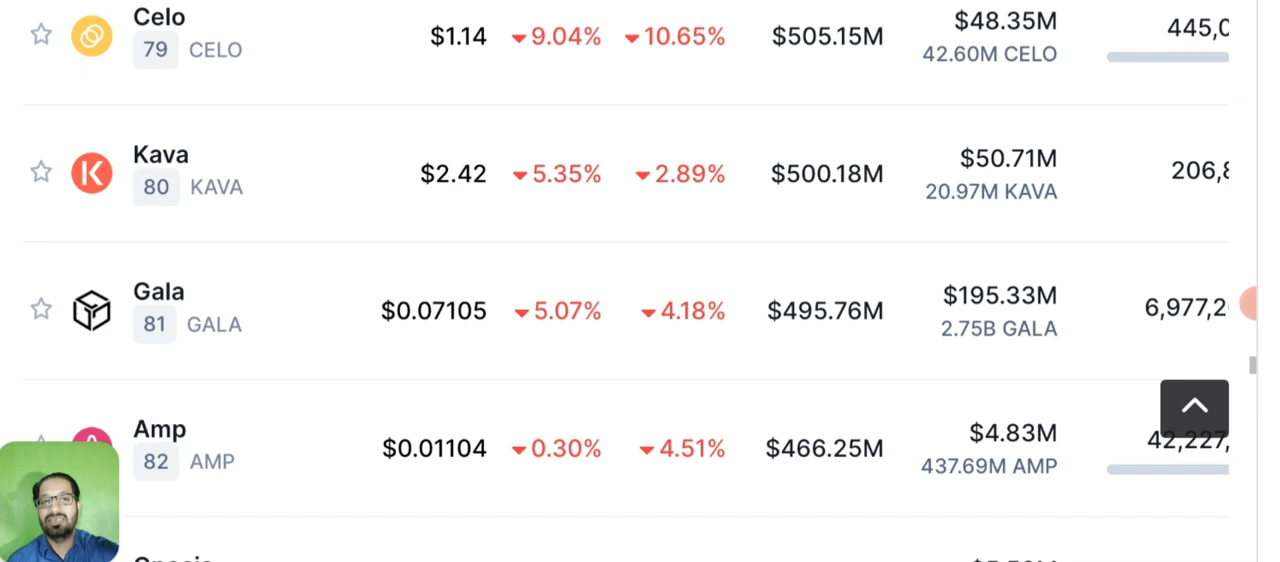 Celo
79 CELO
$1.14
9.04%
10.65%
$505.15M
$48.35M
42.60M CELO
Kava
80 KAVA
$2.42
5.35%
2.89%
$500.18M
$50.71M
20.97M KAVA
Gala
81 GALA
$0.07105
5.07%
4.18%
$495.76M
$195.33M
2.75B GALA
Amp
82 AMP
$0.01104
0.30%
4.51%
$466.25M
$4.83M
437.69M AMP